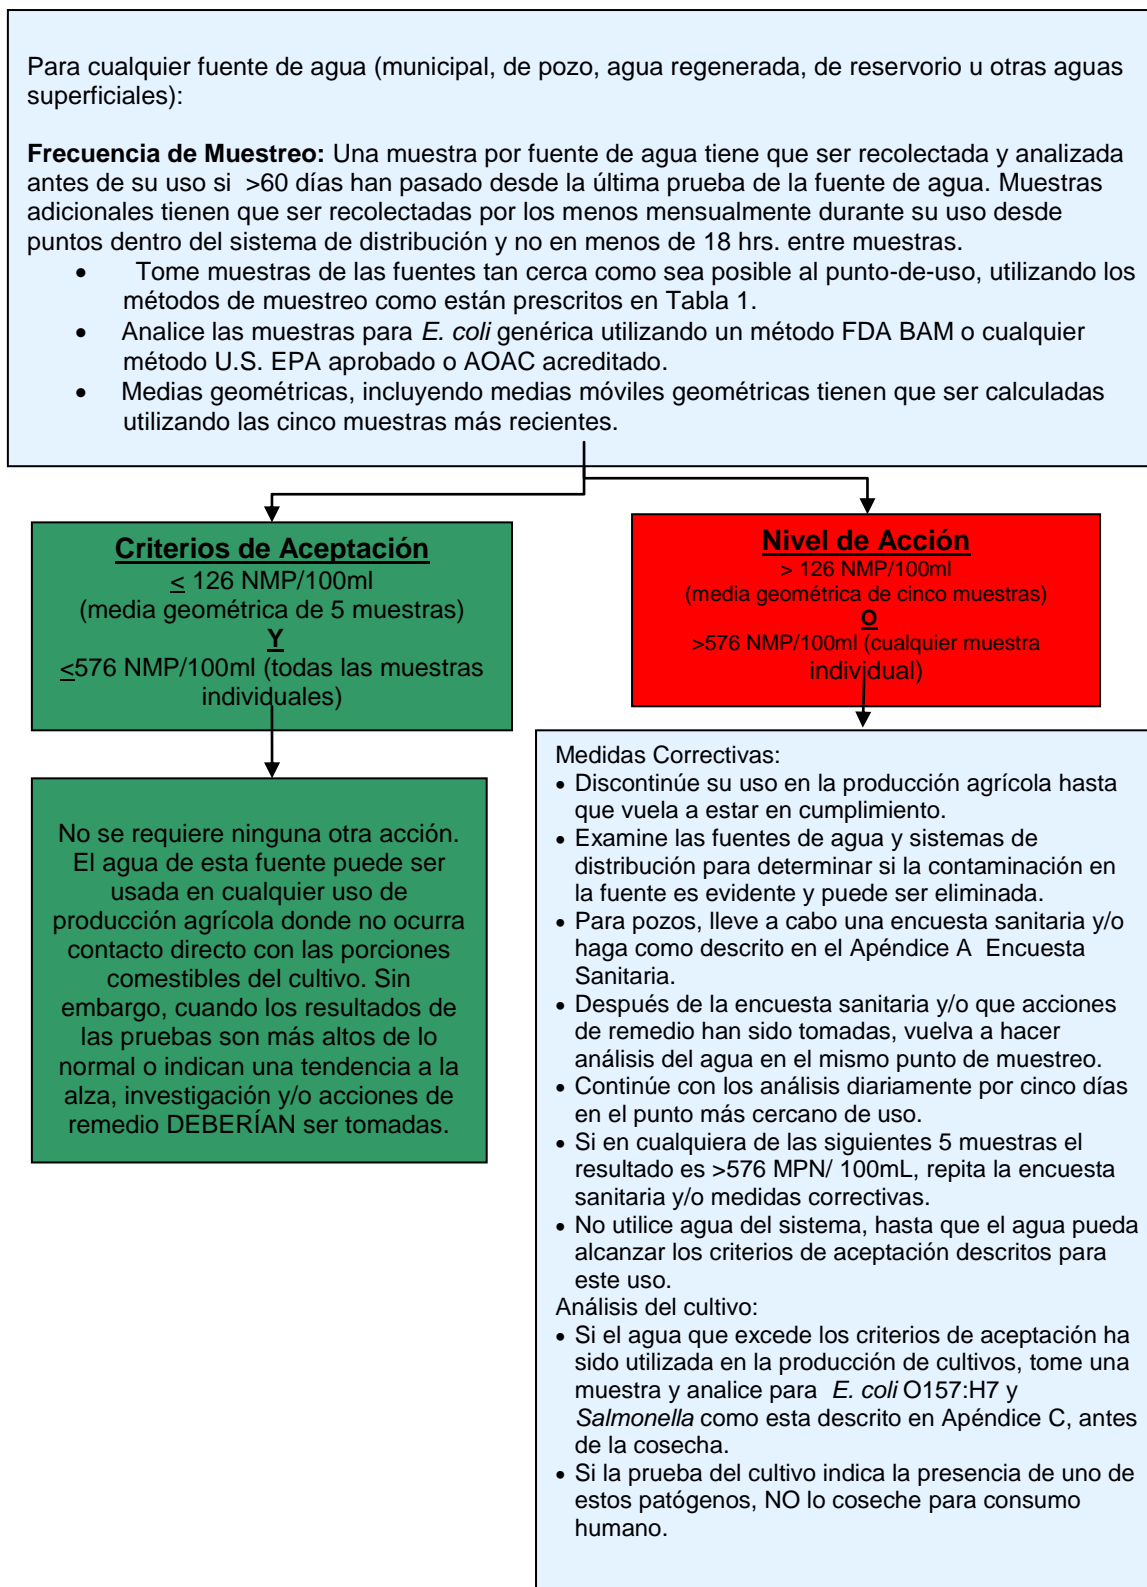 Para cualquier fuente de agua (municipal, de pozo, agua regenerada, de reservorio u otras aguas
superficiales):
Frecuencia de Muestreo: Una muestra por fuente de agua tiene que ser recolectada y analizada
antes de su uso si >60 días han pasado desde la última prueba de la fuente de agua. Muestras
adicionales tienen que ser recolectadas por los menos mensualmente durante su uso desde
puntos dentro del sistema de distribución y no en menos de 18 hrs. entre muestras.
• Tome muestras de las fuentes tan cerca como sea posible al punto-de-uso, utilizando los
métodos de muestreo como están prescritos en Tabla 1.
• Analice las muestras para E. coli genérica utilizando un método FDA BAM o cualquier
método U.S. EPA aprobado o AOAC acreditado.
• Medias geométricas, incluyendo medias móviles geométricas tienen que ser calculadas
utilizando las cinco muestras más recientes.
Criterios de Aceptación
≤ 126 NMP/100ml
(media geométrica de 5 muestras)
Y
≤576 NMP/100ml (todas las muestras
individuales)
No se requiere ninguna otra acción.
El agua de esta fuente puede ser
usada en cualquier uso de
producción agrícola donde no ocurra
contacto directo con las porciones
comestibles del cultivo. Sin
embargo, cuando los resultados de
las pruebas son más altos de lo
normal o indican una tendencia a la
alza, investigación y/o acciones de
remedio DEBERÍAN ser tomadas.
Nivel de Acción
> 126 NMP/100ml
(media geométrica de cinco muestras)
O
>576 NMP/100ml (cualquier muestra
individual)
Medidas Correctivas:
• Discontinúe su uso en la producción agrícola hasta
que vuela a estar en cumplimiento.
• Examine las fuentes de agua y sistemas de
distribución para determinar si la contaminación en
la fuente es evidente y puede ser eliminada.
• Para pozos, lleve a cabo una encuesta sanitaria y/o
haga como descrito en el Apéndice A Encuesta
Sanitaria.
• Después de la encuesta sanitaria y/o que acciones
de remedio han sido tomadas, vuelva a hacer
análisis del agua en el mismo punto de muestreo.
• Continúe con los análisis diariamente por cinco días
en el punto más cercano de uso.
• Si en cualquiera de las siguientes 5 muestras el
resultado es >576 MPN/ 100mL, repita la encuesta
sanitaria y/o medidas correctivas.
• No utilice agua del sistema, hasta que el agua pueda
alcanzar los criterios de aceptación descritos para
este uso.
Análisis del cultivo:
• Si el agua que excede los criterios de aceptación ha
sido utilizada en la producción de cultivos, tome una
muestra y analice para E. coli O157:H7 y
Salmonella como esta descrito en Apéndice C, antes
de la cosecha.
• Si la prueba del cultivo indica la presencia de uno de
estos patógenos, NO lo coseche para consumo
humano.